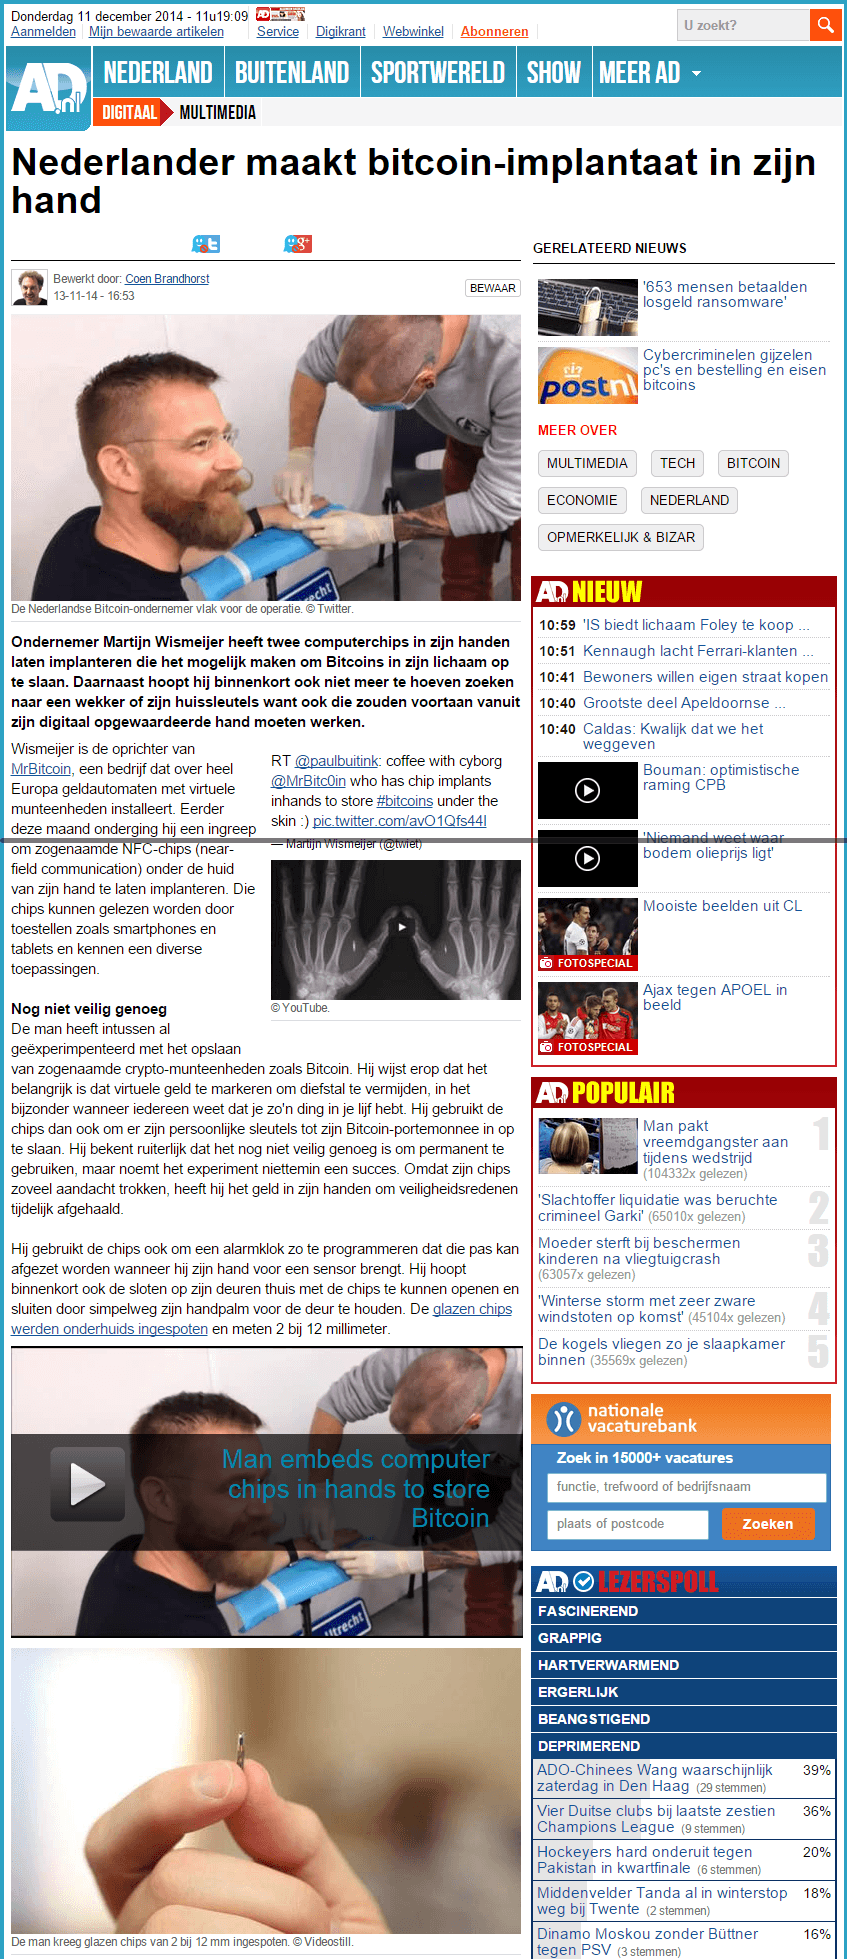 Donderdag 11 december 2014 - 11u19:09
Aanmelden Mijn bewaarde artikelen Service Digikrant Webwinkel Abonneren
U zoekt?
AD.nl
NEDERLAND BUITENLAND SPORTWERELD SHOW MEER AD
DIGITAAL MULTIMEDIA
Nederlander maakt bitcoin-implantaat in zijn
hand
Bewerkt door: Coen Brandhorst
13-11-14 - 16:53
BEWAAR
De Nederlandse Bitcoin-ondernemer vlak voor de operatie. © Twitter.
Ondernemer Martijn Wismeijer heeft twee computerchips in zijn handen
laten implanteren die het mogelijk maken om Bitcoins in zijn lichaam op
te slaan. Daarnaast hoopt hij binnenkort ook niet meer te hoeven zoeken
naar een wekker of zijn huissleutels want ook die zouden voortaan vanuit
zijn digitaal opgewaardeerde hand moeten werken.
Wismeijer is de oprichter van
MrBitcoin, een bedrijf dat over heel
Europa geldautomaten met virtuele
munteenheden installeert. Eerder
deze maand onderging hij een ingreep
om zogenaamde NFC-chips (near-
field communication) onder de huid
van zijn hand te laten implanteren. Die
chips kunnen gelezen worden door
toestellen zoals smartphones en
tablets en kennen een diverse
toepassingen.
RT @paulbuitink: coffee with cyborg
@MrBitc0in who has chip implants
inhands to store #bitcoins under the
skin :) pic.twitter.com/avO1Qfs44I
— Martijn Wismeijer (@twiet)
© YouTube.
Nog niet veilig genoeg
De man heeft intussen al
geëxperimpenteerd met het opslaan
van zogenaamde crypto-munteenheden zoals Bitcoin. Hij wijst erop dat het
belangrijk is dat virtuele geld te markeren om diefstal te vermijden, in het
bijzonder wanneer iedereen weet dat je zo'n ding in je lijf hebt. Hij gebruikt de
chips dan ook om er zijn persoonlijke sleutels tot zijn Bitcoin-portemonnee in op
te slaan. Hij bekent ruiterlijk dat het nog niet veilig genoeg is om permanent te
gebruiken, maar noemt het experiment niettemin een succes. Omdat zijn chips
zoveel aandacht trokken, heeft hij het geld in zijn handen om veiligheidsredenen
tijdelijk afgehaald.
Hij gebruikt de chips ook om een alarmklok zo te programmeren dat die pas kan
afgezet worden wanneer hij zijn hand voor een sensor brengt. Hij hoopt
binnenkort ook de sloten op zijn deuren thuis met de chips te kunnen openen en
sluiten door simpelweg zijn handpalm voor de deur te houden. De glazen chips
werden onderhuids ingespoten en meten 2 bij 12 millimeter.
Man embeds computer
chips in hands to store
Bitcoin
Utrecht
De man kreeg glazen chips van 2 bij 12 mm ingespoten. © Videostill.
GERELATEERD NIEUWS
'653 mensen betaalden
losgeld ransomware'
postnl
Cybercriminelen gijzelen
pc's en bestelling en eisen
bitcoins
MEER OVER
MULTIMEDIA TECH BITCOIN
ECONOMIE NEDERLAND
OPMERKELIJK & BIZAR
AD.nl NIEUW
10:59 'IS biedt lichaam Foley te koop ...
10:51 Kennaugh lacht Ferrari-klanten ...
10:41 Bewoners willen eigen straat kopen
10:40 Grootste deel Apeldoornse ...
10:40 Caldas: Kwalijk dat we het
weggeven
Bouman: optimistische
raming CPB
'Niemand weet waar
bodem olieprijs ligt'
Mooiste beelden uit CL
FOTOSPECIAL
Ajax tegen APOEL in
beeld
FOTOSPECIAL
AD.nl POPULAIR
Man pakt
vreemdgangster aan
tijdens wedstrijd
(104332x gelezen)
1
'Slachtoffer liquidatie was beruchte
crimineel Garki' (65010x gelezen)
2
Moeder sterft bij beschermen
kinderen na vliegtuigcrash
(63057x gelezen)
3
'Winterse storm met zeer zware
windstoten op komst' (45104x gelezen)
4
De kogels vliegen zo je slaapkamer
binnen (35569x gelezen)
5
nationale
vacaturebank
Zoek in 15000+ vacatures
functie, trefwoord of bedrijfsnaam
plaats of postcode
Zoeken
AD.nl LEZERSPOLL
FASCINEREND
GRAPPIG
HARTVERWARMEND
ERGERLIJK
BEANGSTIGEND
DEPRIMEREND
ADO-Chinees Wang waarschijnlijk 39%
zaterdag in Den Haag (29 stemmen)
Vier Duitse clubs bij laatste zestien 36%
Champions League (9 stemmen)
Hockeyers hard onderuit tegen 20%
Pakistan in kwartfinale (6 stemmen)
Middenvelder Tanda al in winterstop 18%
weg bij Twente (2 stemmen)
Dinamo Moskou zonder Büttner 16%
tegen PSV (3 stemmen)